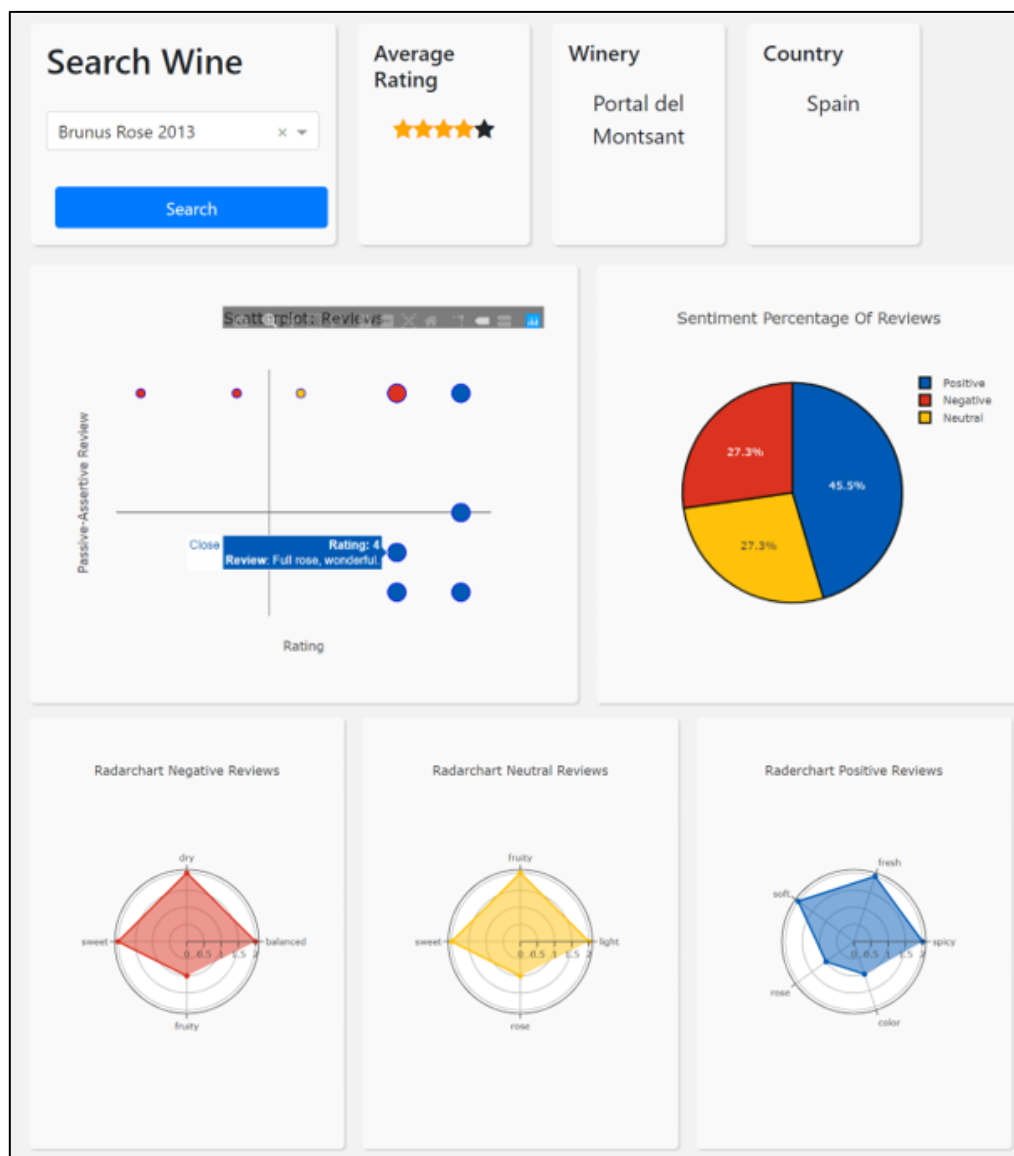 Search Wine
Brunus Rose 2013
Search
Average
Rating
Winery
Portal del
Montsant
Country
Spain
Scatterplot: Reviews
Passive-Assertive Review
Close
Rating: 4
Review: Full rose, wonderful.
Rating
Sentiment Percentage Of Reviews
Positive
Negative
Neutral
27.3%
45.5%
27.3%
Radarchart Negative Reviews
dry
sweet
0 0.5 1 1.5 2
balanced
fruity
Radarchart Neutral Reviews
fruity
sweet
0 0.5 1 1.5 2
light
rose
Raderchart Positive Reviews
fresh
soft
0 0.5 1 1.5 2
spicy
rose
color